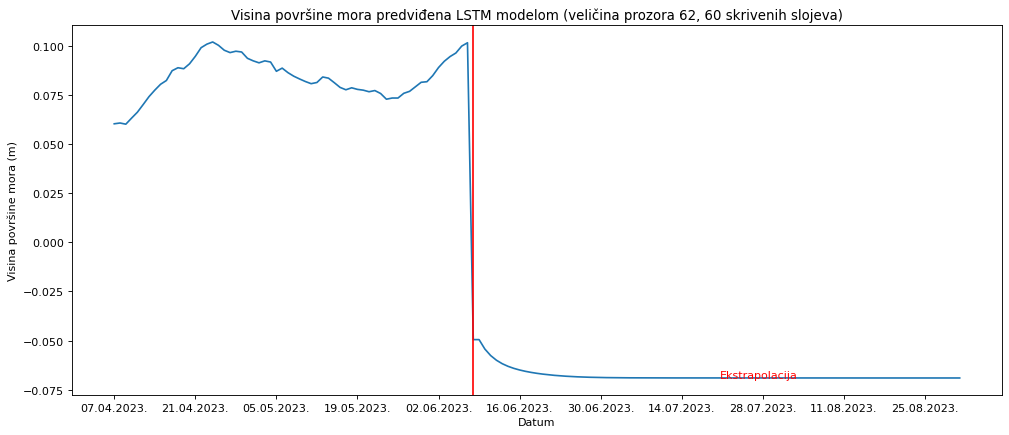 Visina površine mora predviđena LSTM modelom (veličina prozora 62, 60 skrivenih slojeva)
Visina površine mora (m)
0.100
0.075
0.050
0.025
0.000
−0.025
−0.050
−0.075
Ekstrapolacija
07.04.2023. 21.04.2023. 05.05.2023. 19.05.2023. 02.06.2023. 16.06.2023. 30.06.2023. 14.07.2023. 28.07.2023. 11.08.2023. 25.08.2023.
Datum